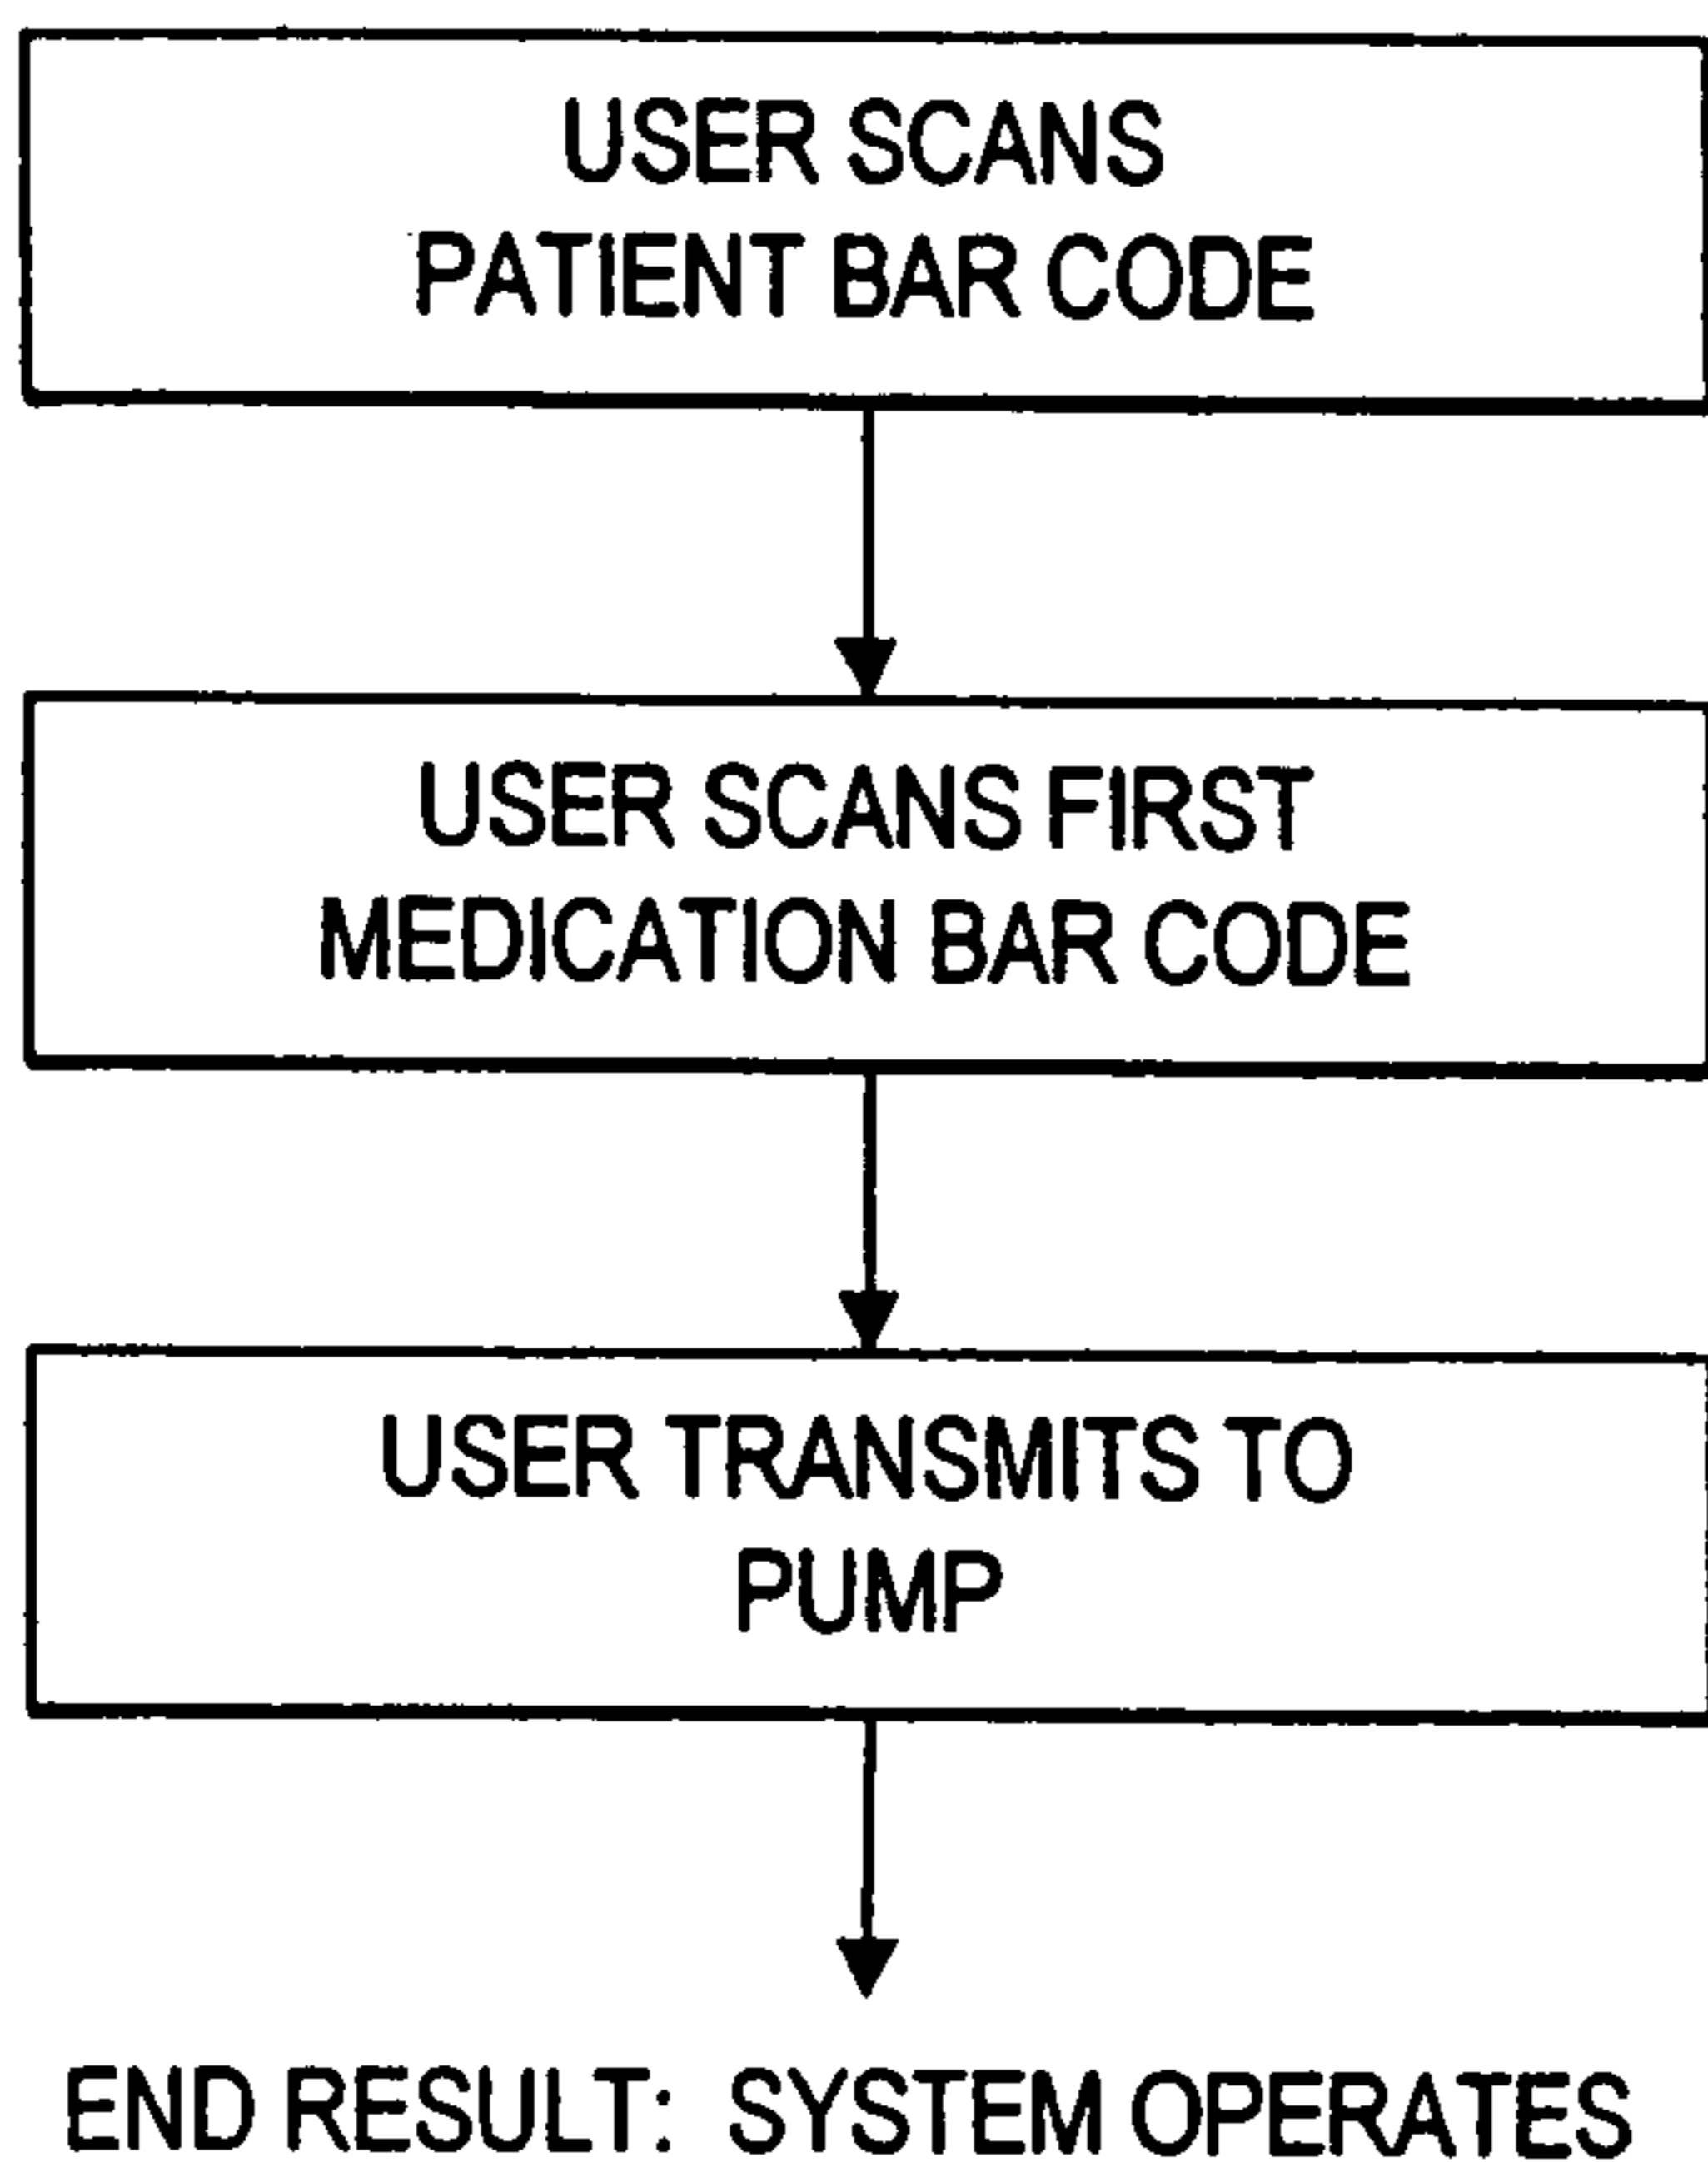 USER SCANS
PATIENT BAR CODE
USER SCANS FIRST
MEDICATION BAR CODE
USER TRANSMITS TO
PUMP
END RESULT: SYSTEM OPERATES